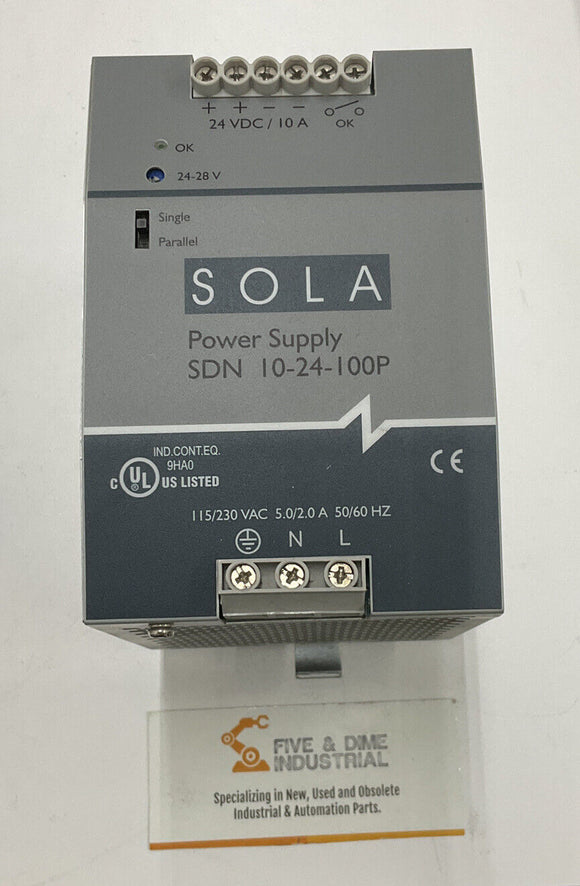 + + - -
24 VDC / 10 A
OK
OK
24-28 V
Single
Parallel
SOLA
Power Supply
SDN 10-24-100P
IND.CONT.EQ.
9HA0
C UL US LISTED
CE
115/230 VAC 5.0/2.0 A 50/60 HZ
N L
FIVE & DIME
INDUSTRIAL
Specializing in New, Used and Obsolete
Industrial & Automation Parts.